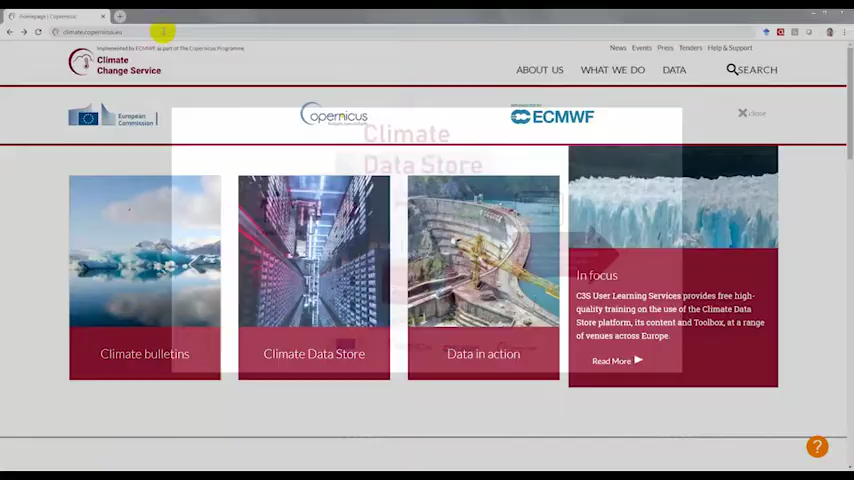 Homepage | Copernicus
climate.copernicus.eu
Implemented by ECMWF as part of The Copernicus Programme
Climate
Change Service
News Events Press Tenders Help & Support
ABOUT US WHAT WE DO DATA SEARCH
European
Commission
opernicus
ECMWF
close
Climate
Data Store
In focus
C3S User Learning Services provides free high-
quality training on the use of the Climate Data
Store platform, its content and Toolbox, at a range
of venues across Europe.
Read More
Climate bulletins
Climate Data Store
Data in action
?